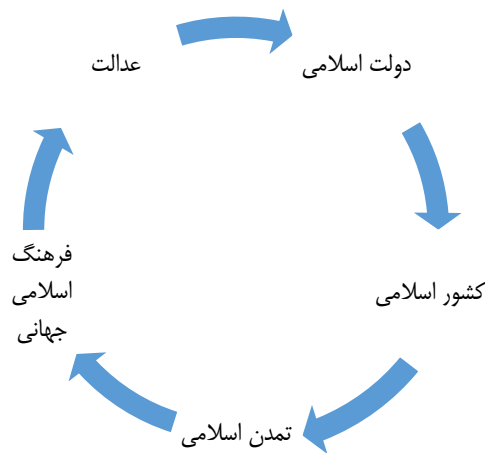 دولت اسلامی
کشور اسلامی
تمدن اسلامی
فرهنگ
اسلامی
جهانی
عدالت